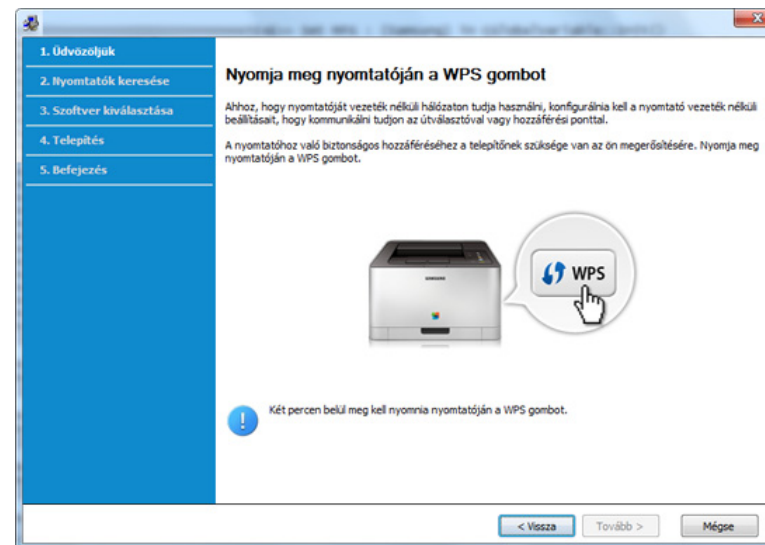 1. Üdvözöljük
2. Nyomtatók keresése
3. Szoftver kiválasztása
4. Telepítés
5. Befejezés
Nyomja meg nyomtatóján a WPS gombot
Ahhoz, hogy nyomtatóját vezeték nélküli hálózaton tudja használni, konfigurálnia kell a nyomtató vezeték nélküli
beállításait, hogy kommunikálni tudjon az útválasztóval vagy hozzáférési ponttal.
A nyomtatóhoz való biztonságos hozzáféréséhez a telepítőnek szüksége van az ön megerősítésére. Nyomja meg
nyomtatóján a WPS gombot.
SAMSUNG
WPS
Két percen belül meg kell nyomnia nyomtatóján a WPS gombot.
< Vissza
Tovább >
Mégse